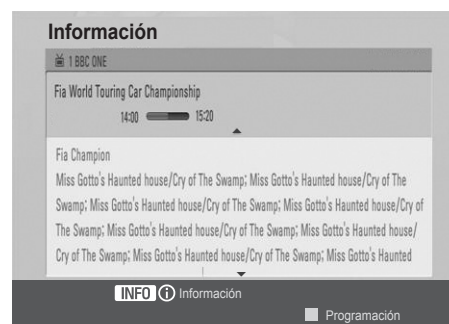 Información
1 BBC ONE
Fia World Touring Car Championship
14:00 15:20
Fia Champion
Miss Gotto's Haunted house/Cry of The Swamp; Miss Gotto's Haunted house/Cry of The
Swamp; Miss Gotto's Haunted house/Cry of The Swamp; Miss Gotto's Haunted house/Cry of
The Swamp; Miss Gotto's Haunted house/Cry of The Swamp; Miss Gotto's Haunted house/
Cry of The Swamp; Miss Gotto's Haunted house/Cry of The Swamp; Miss Gotto's Haunted
INFO i Información
Programación